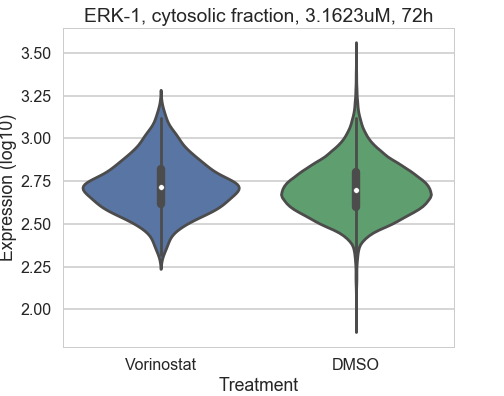 ERK-1, cytosolic fraction, 3.1623uM, 72h
Expression (log10)
3.50
3.25
3.00
2.75
2.50
2.25
2.00
Vorinostat DMSO
Treatment